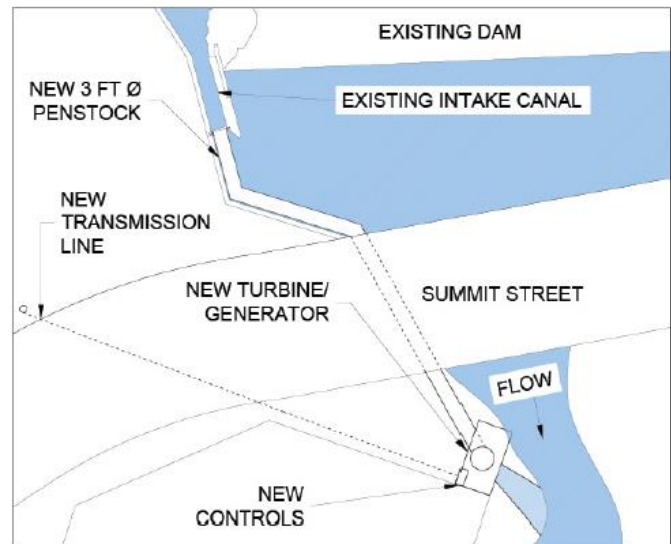 EXISTING DAM
NEW 3 FT Ø
PENSTOCK
EXISTING INTAKE CANAL
NEW
TRANSMISSION
LINE
NEW TURBINE/
GENERATOR
SUMMIT STREET
FLOW
NEW
CONTROLS